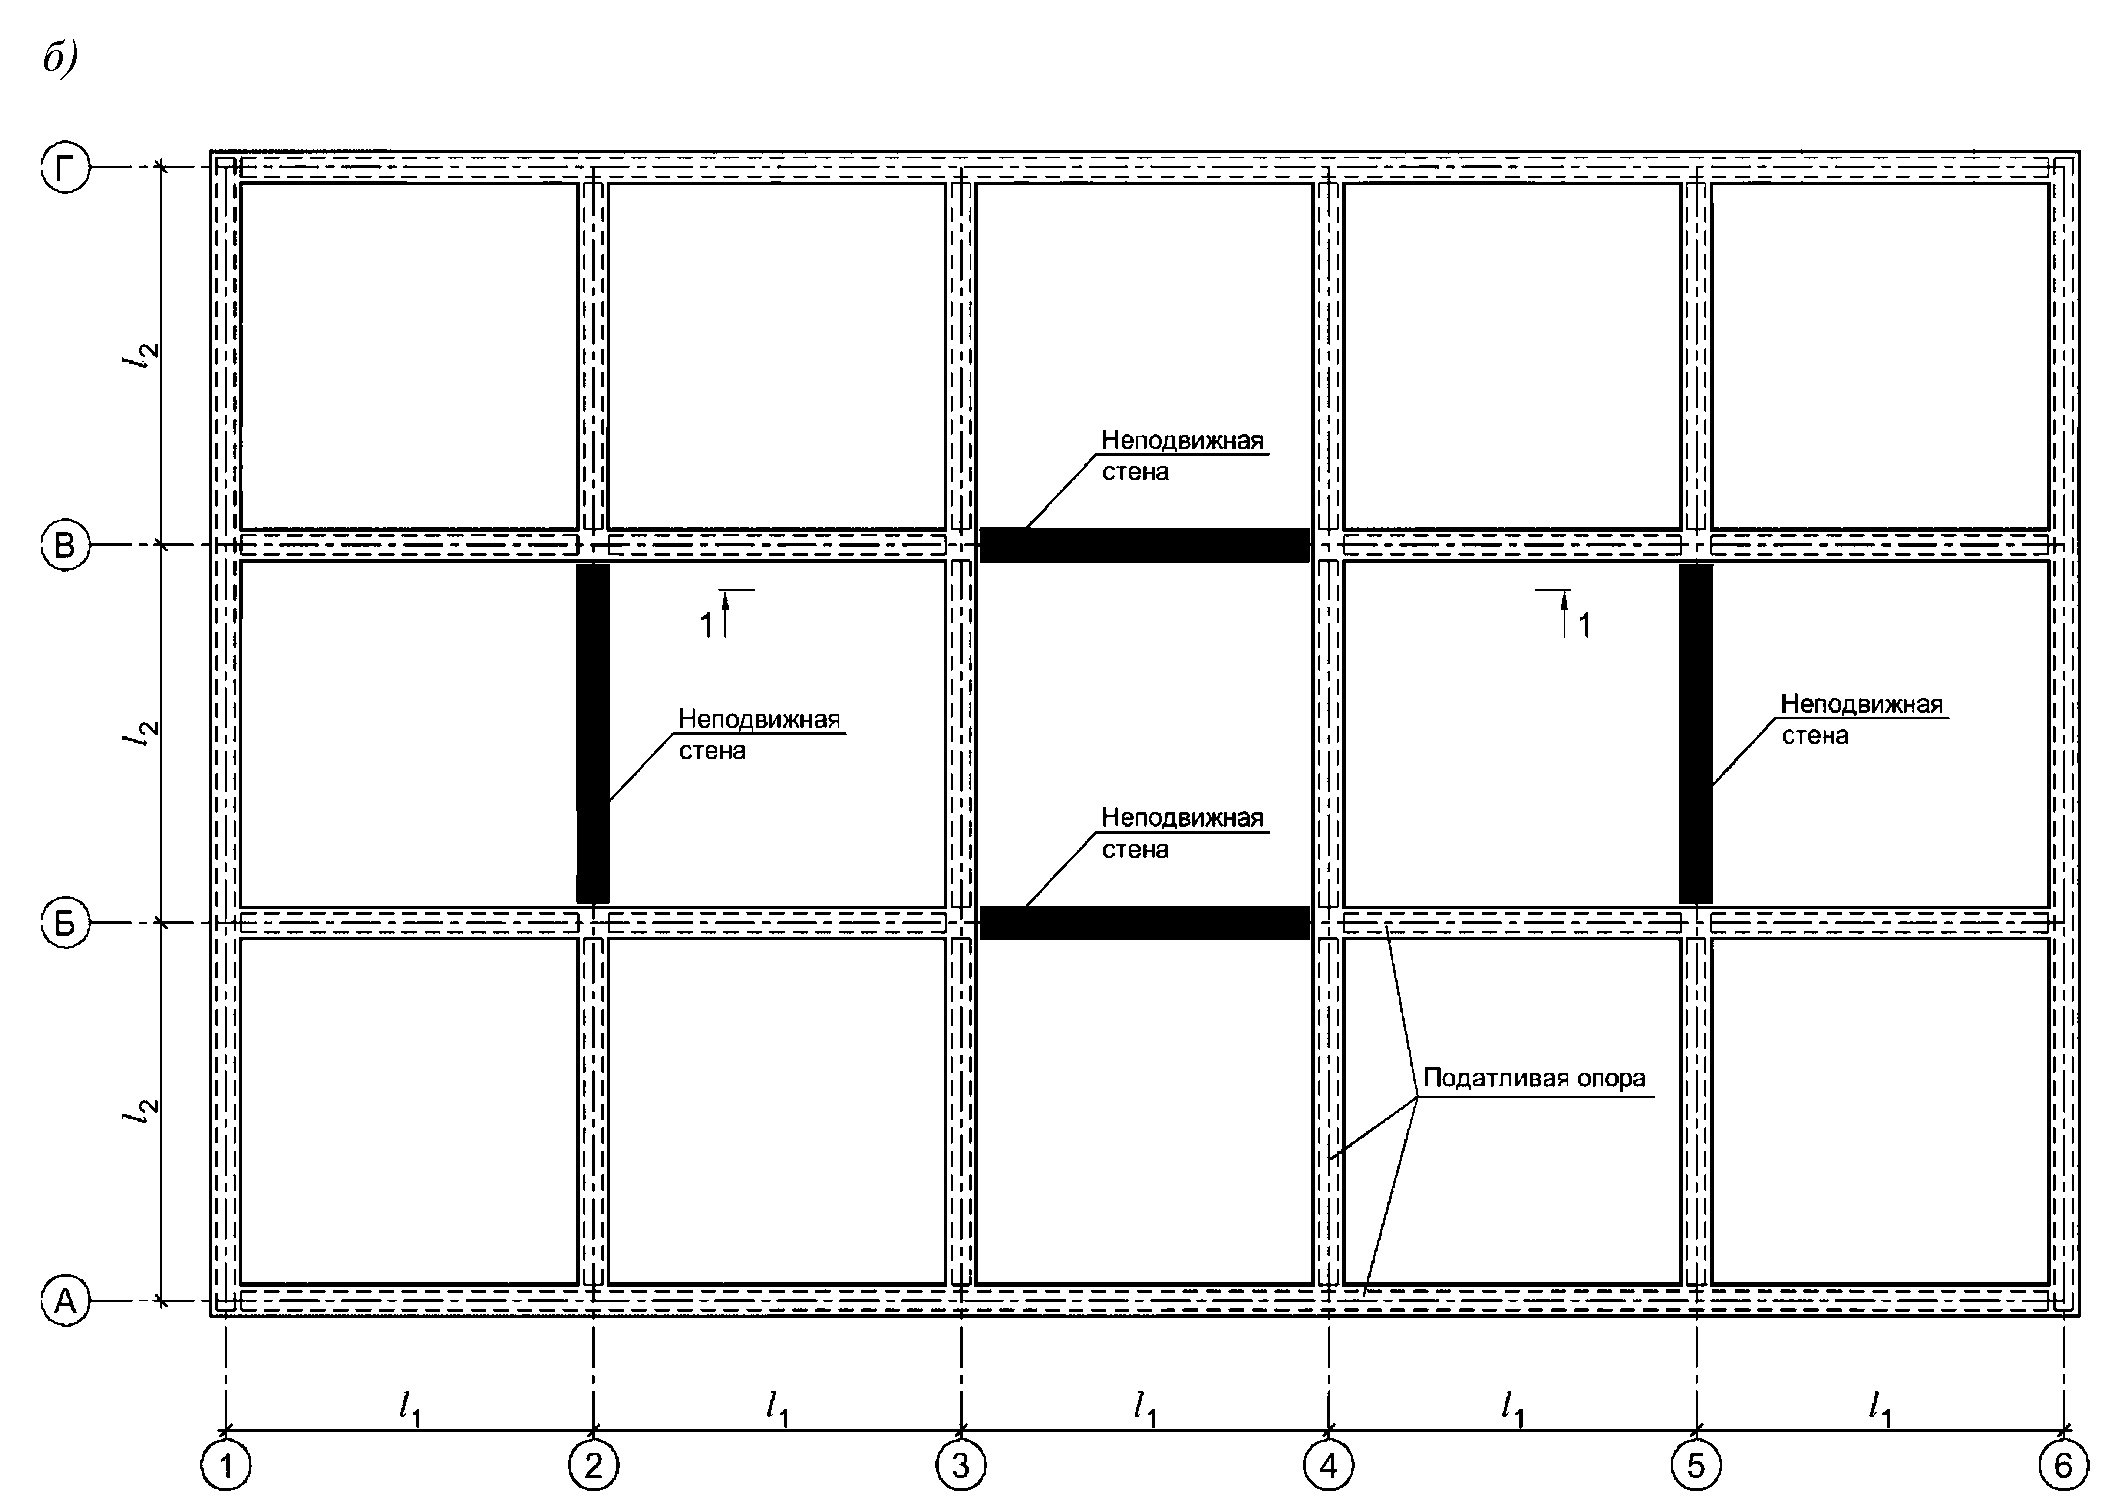 б)
Г
l2
Неподвижная
стена
В
1 1
l2
Неподвижная
стена
Неподвижная
стена
Неподвижная
стена
Б
l2
Податливая опора
А
l1 l1 l1 l1 l1
1 2 3 4 5 6